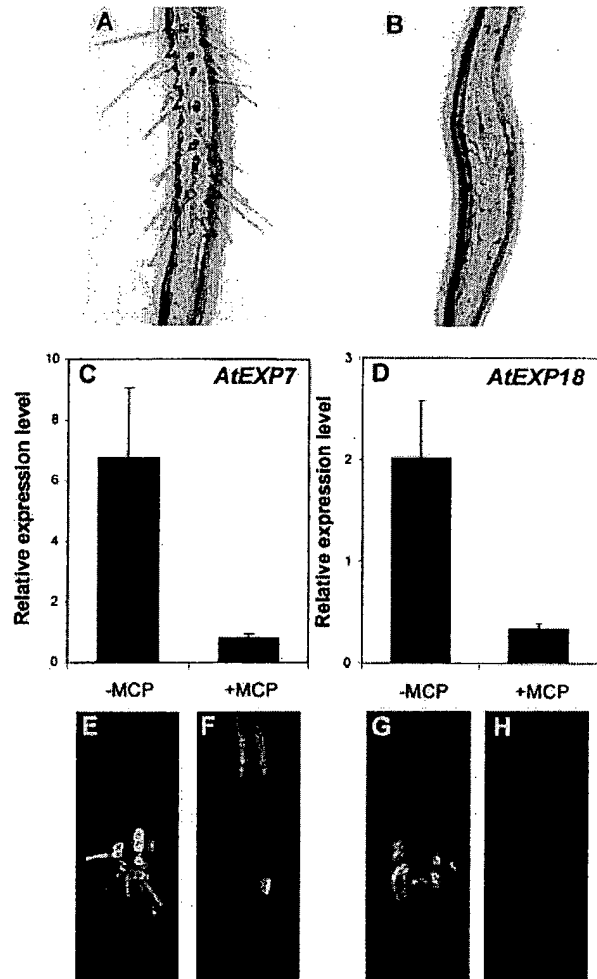 A
B
C
AtEXP7
Relative expression level
10
8
6
4
2
0
-MCP
+MCP
D
AtEXP18
Relative expression level
3
2
1
0
-MCP
+MCP
E
F
G
H